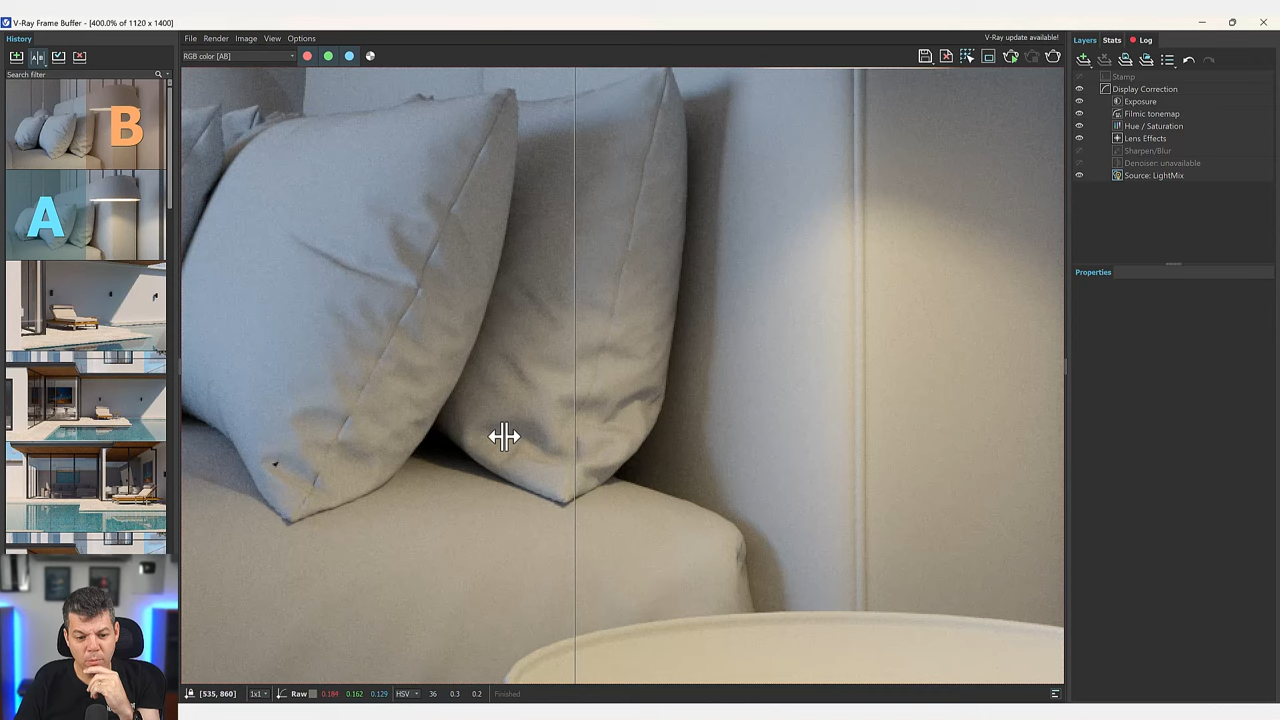 V-Ray Frame Buffer - [400.0% of 1120 x 1400]
History
File Render Image View Options
V-Ray update available!
Layers Stats Log
RGB color [AB]
A B
Search filter
B
A
Stamp
Display Correction
Exposure
Filmic tonemap
Hue / Saturation
Lens Effects
Sharpen/Blur
Denoiser: unavailable
Source: LightMix
Properties
[535, 860] 1x1 Raw 0.184 0.162 0.129 HSV 36 0.3 0.2 Finished